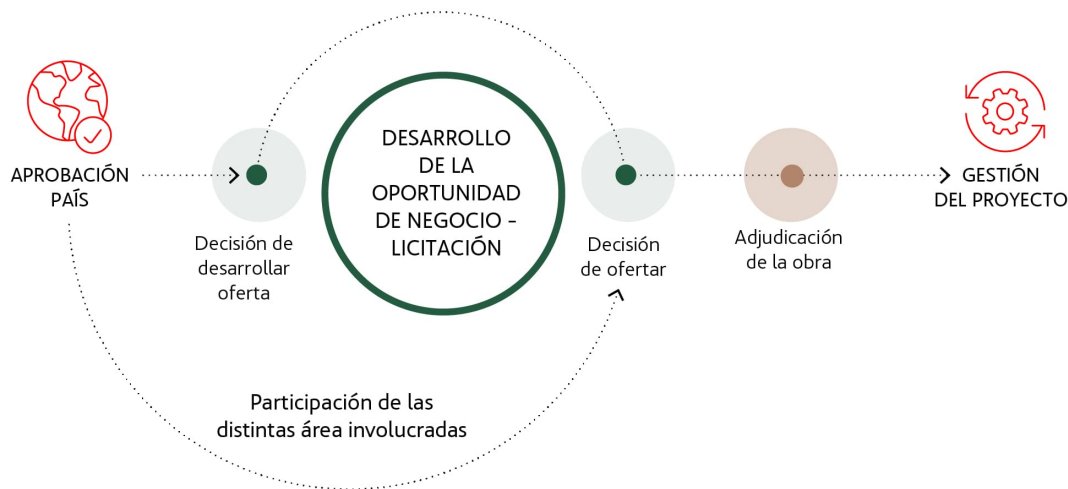 APROBACIÓN
PAÍS
Decisión de
desarrollar
oferta
DESARROLLO
DE LA
OPORTUNIDAD
DE NEGOCIO –
LICITACIÓN
Decisión
de ofertar
Adjudicación
de la obra
GESTIÓN
DEL PROYECTO
Participación de las
distintas área involucradas